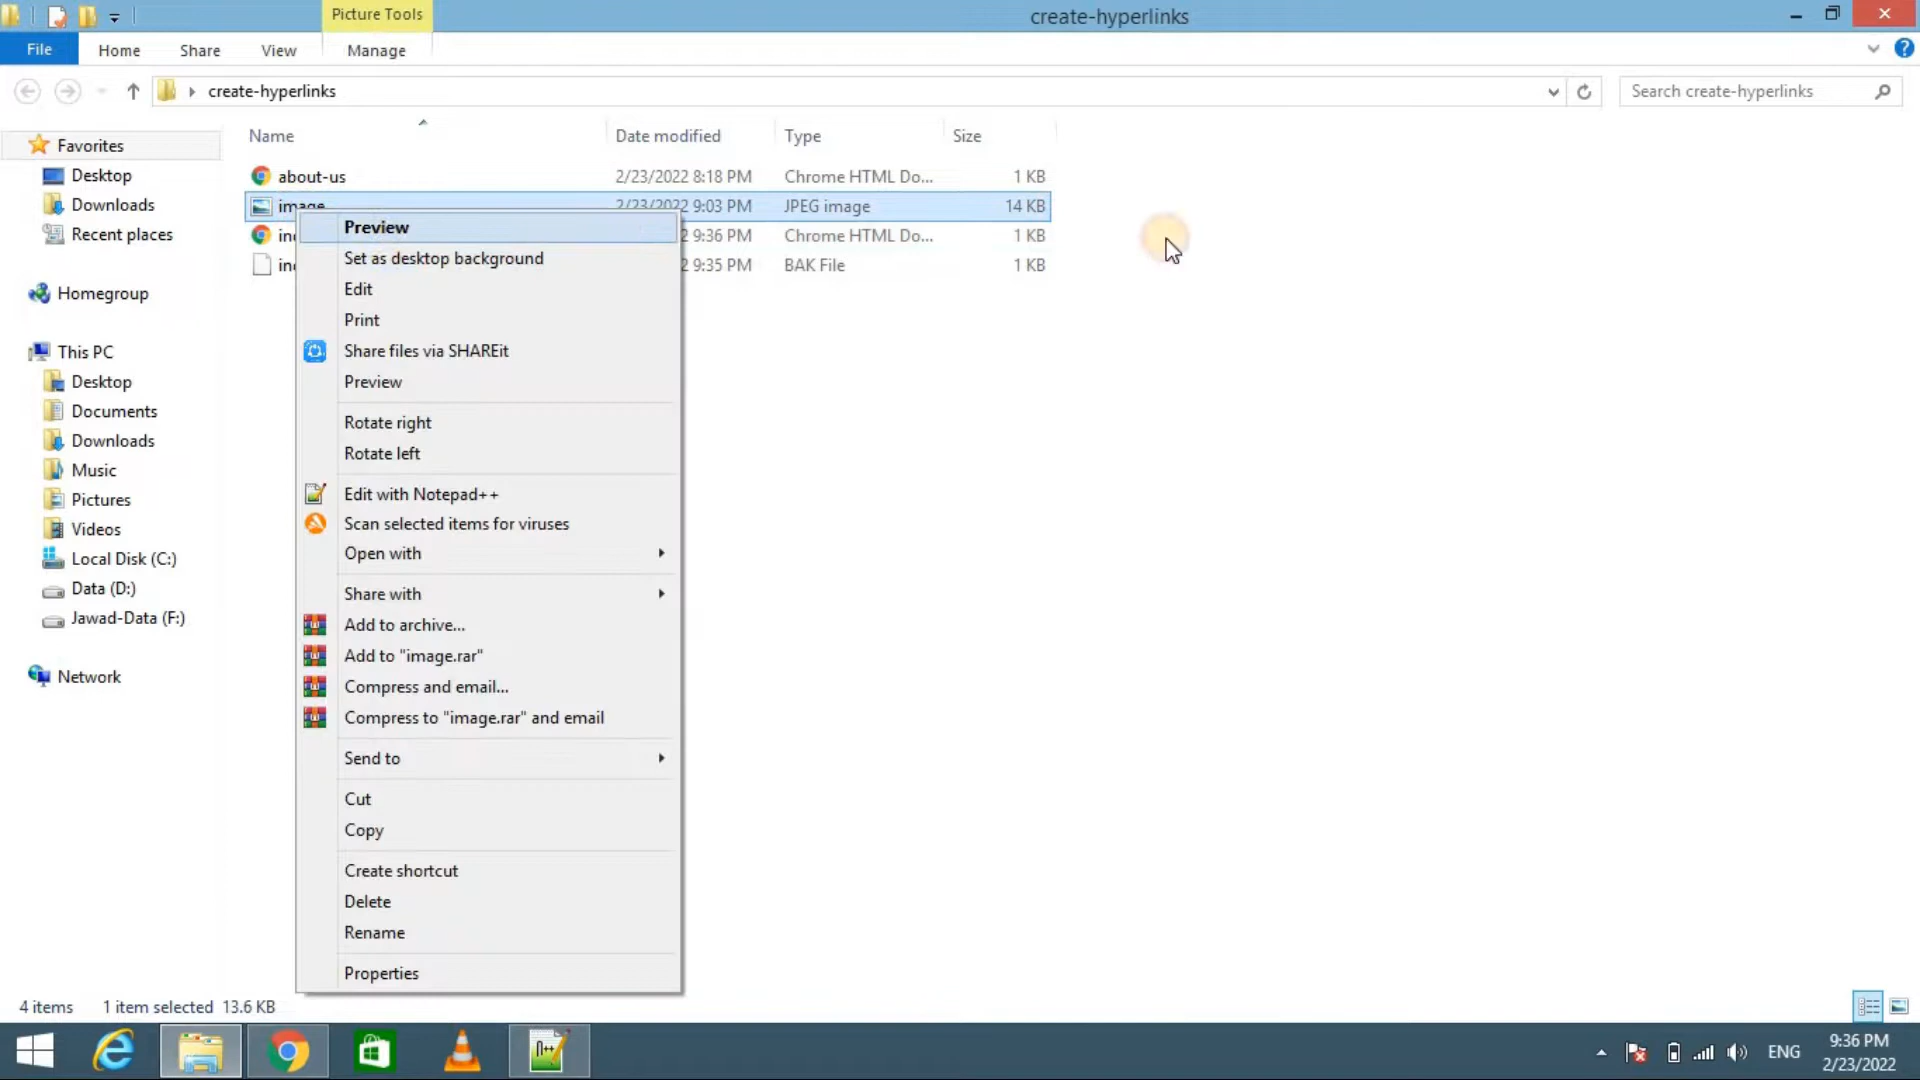 Picture Tools
create-hyperlinks
File Home Share View Manage
create-hyperlinks
Search create-hyperlinks
Name Date modified Type Size
Favorites
Desktop
Downloads
Recent places
Homegroup
This PC
Desktop
Documents
Downloads
Music
Pictures
Videos
Local Disk (C:)
Data (D:)
Jawad-Data (F:)
Network
about-us 2/23/2022 8:18 PM Chrome HTML Do... 1 KB
image 2/23/2022 9:03 PM JPEG image 14 KB
2 9:36 PM Chrome HTML Do... 1 KB
2 9:35 PM BAK File 1 KB
Preview
Set as desktop background
Edit
Print
Share files via SHAREit
Preview
Rotate right
Rotate left
Edit with Notepad++
Scan selected items for viruses
Open with
Share with
Add to archive...
Add to "image.rar"
Compress and email...
Compress to "image.rar" and email
Send to
Cut
Copy
Create shortcut
Delete
Rename
Properties
4 items 1 item selected 13.6 KB
ENG
9:36 PM
2/23/2022